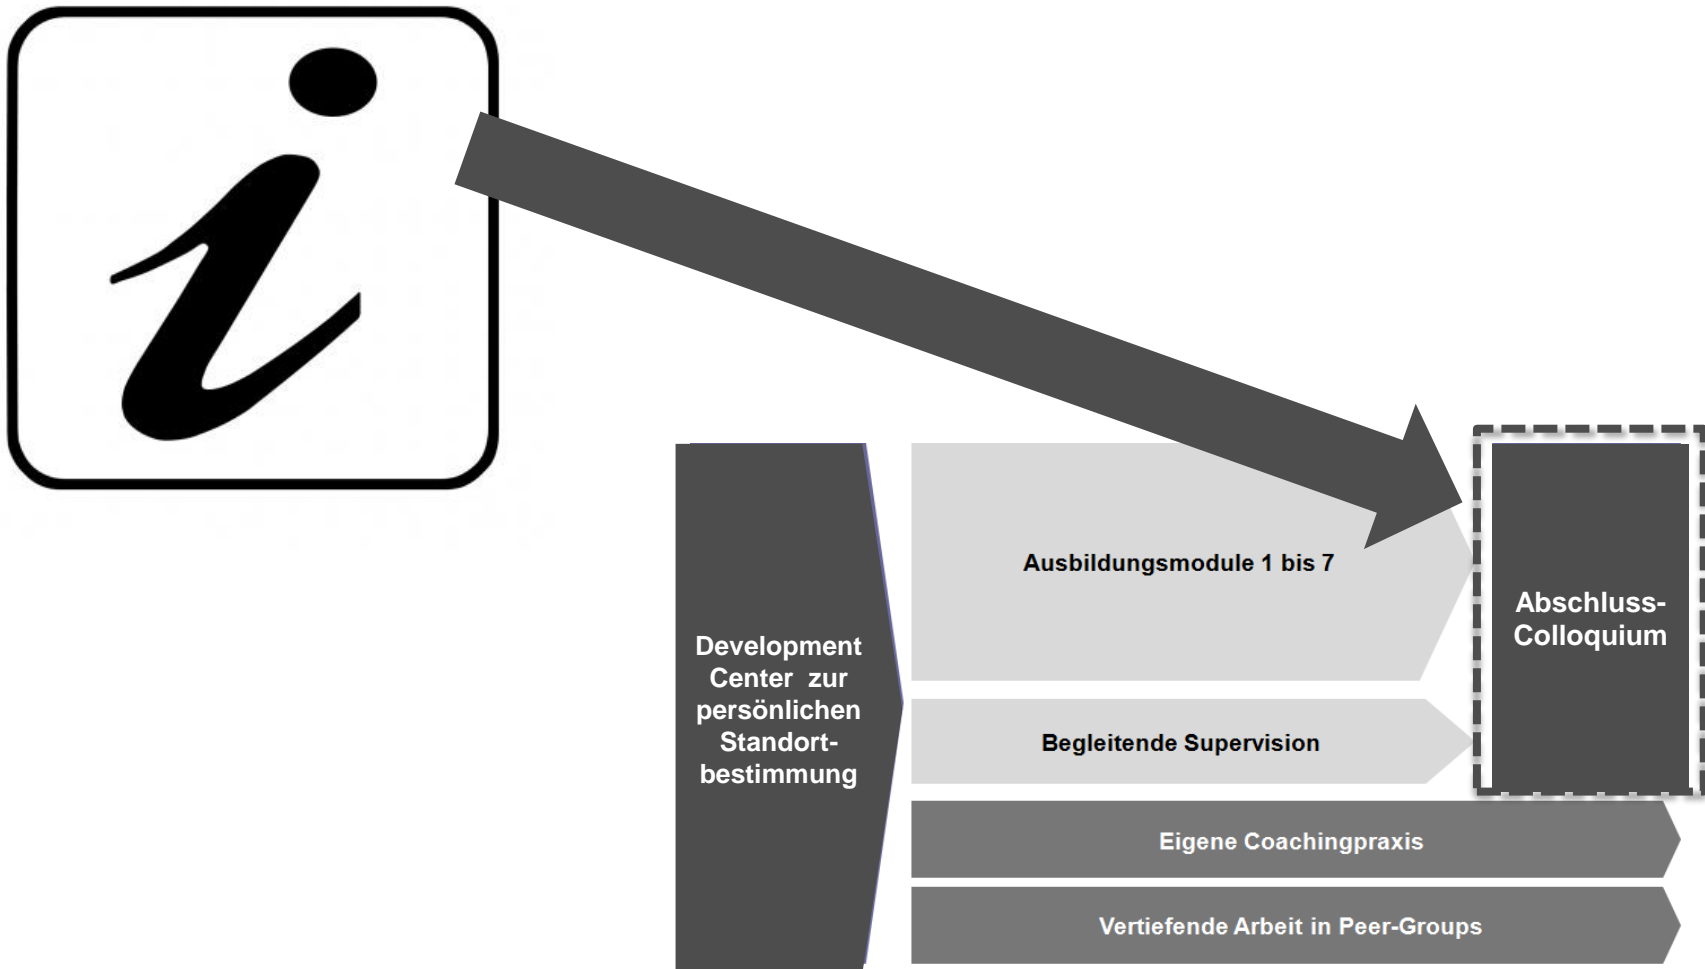 i
Development
Center zur
persönlichen
Standort-
bestimmung
Ausbildungsmodule 1 bis 7
Begleitende Supervision
Eigene Coachingpraxis
Vertiefende Arbeit in Peer-Groups
Abschluss-
Colloquium